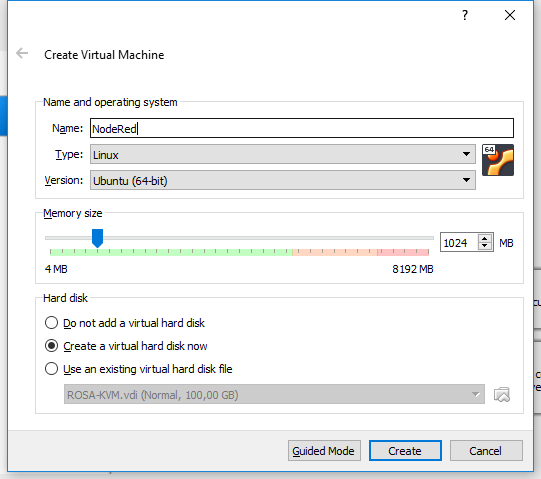 ?
Create Virtual Machine
Name and operating system
Name: NodeRed
Type: Linux
64
Version: Ubuntu (64-bit)
Memory size
1024 MB
4 MB 8192 MB
Hard disk
Do not add a virtual hard disk
Create a virtual hard disk now
Use an existing virtual hard disk file
ROSA-KVM.vdi (Normal, 100,00 GB)
Guided Mode Create Cancel